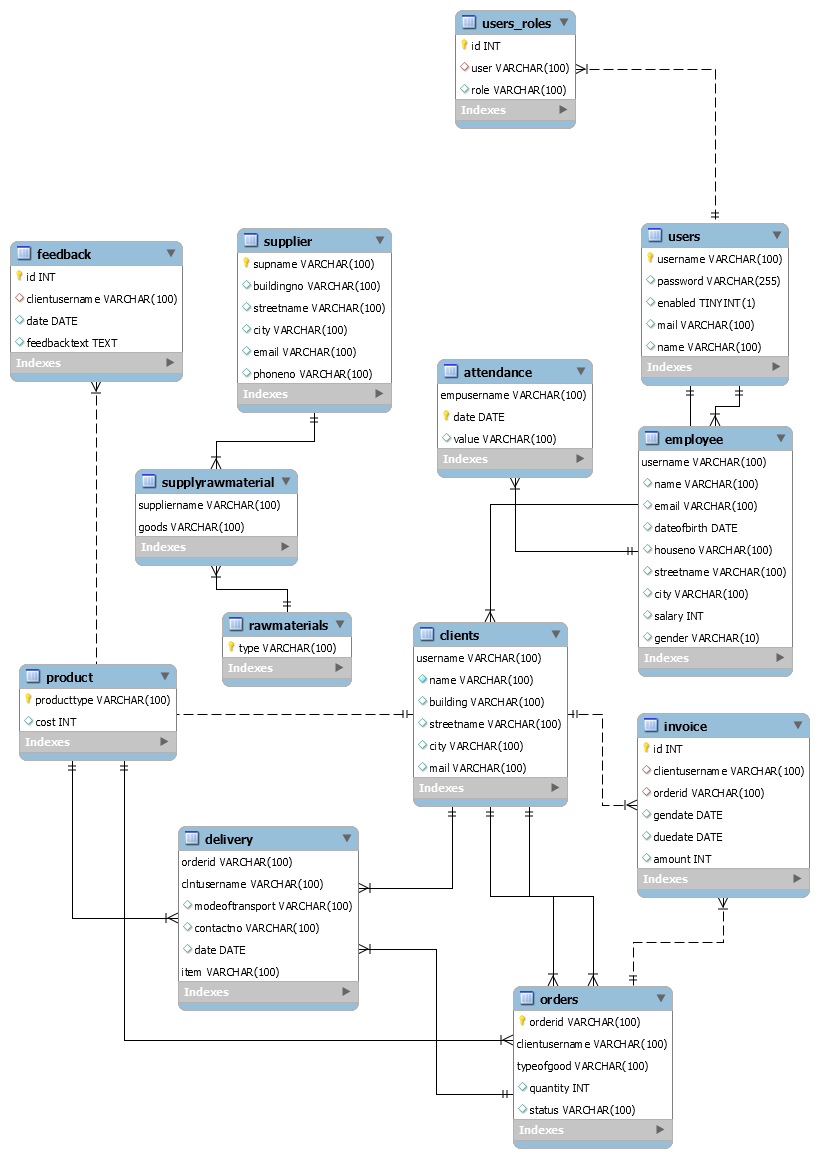 users_roles
id INT
user VARCHAR(100)
role VARCHAR(100)
Indexes
feedback
id INT
clientusername VARCHAR(100)
date DATE
feedbacktext TEXT
Indexes
supplier
supname VARCHAR(100)
buildingno VARCHAR(100)
streetname VARCHAR(100)
city VARCHAR(100)
email VARCHAR(100)
phoneno VARCHAR(100)
Indexes
users
username VARCHAR(100)
password VARCHAR(255)
enabled TINYINT(1)
mail VARCHAR(100)
name VARCHAR(100)
Indexes
attendance
empusername VARCHAR(100)
date DATE
value VARCHAR(100)
Indexes
employee
username VARCHAR(100)
name VARCHAR(100)
email VARCHAR(100)
dateofbirth DATE
houseno VARCHAR(100)
streetname VARCHAR(100)
city VARCHAR(100)
salary INT
gender VARCHAR(10)
Indexes
supplyrawmaterial
suppliername VARCHAR(100)
goods VARCHAR(100)
Indexes
rawmaterials
type VARCHAR(100)
Indexes
clients
username VARCHAR(100)
name VARCHAR(100)
building VARCHAR(100)
streetname VARCHAR(100)
city VARCHAR(100)
mail VARCHAR(100)
Indexes
product
producttype VARCHAR(100)
cost INT
Indexes
invoice
id INT
clientusername VARCHAR(100)
orderid VARCHAR(100)
gendate DATE
duedate DATE
amount INT
Indexes
delivery
orderid VARCHAR(100)
clntusername VARCHAR(100)
modeoftransport VARCHAR(100)
contactno VARCHAR(100)
date DATE
item VARCHAR(100)
Indexes
orders
orderid VARCHAR(100)
clientusername VARCHAR(100)
typeofgood VARCHAR(100)
quantity INT
status VARCHAR(100)
Indexes